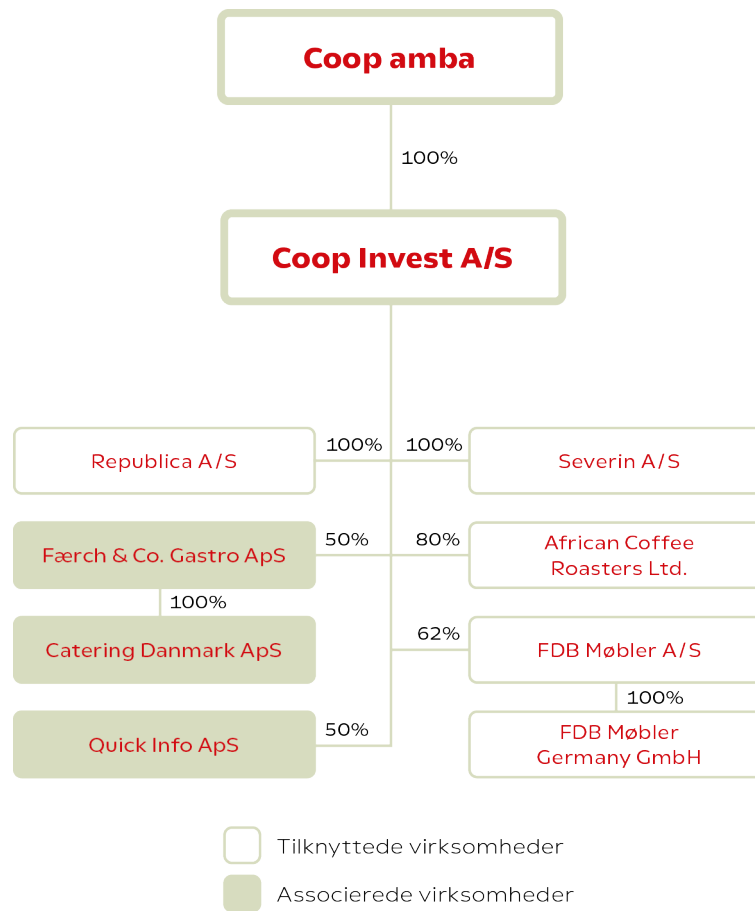 Coop amba
100%
Coop Invest A/S
Republica A/S
100%
100%
Severin A/S
Færch & Co. Gastro ApS
50%
80%
African Coffee
Roasters Ltd.
100%
Catering Danmark ApS
62%
FDB Møbler A/S
100%
Quick Info ApS
50%
FDB Møbler
Germany GmbH
Tilknyttede virksomheder
Associerede virksomheder